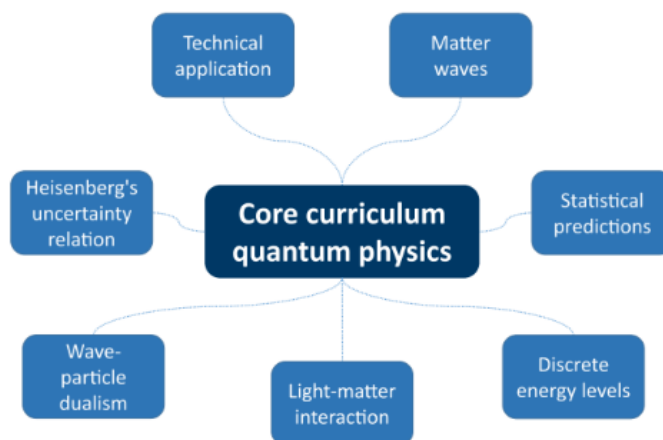 Technical
application
Matter
waves
Heisenberg's
uncertainty
relation
Core curriculum
quantum physics
Statistical
predictions
Wave-
particle
dualism
Light-matter
interaction
Discrete
energy levels